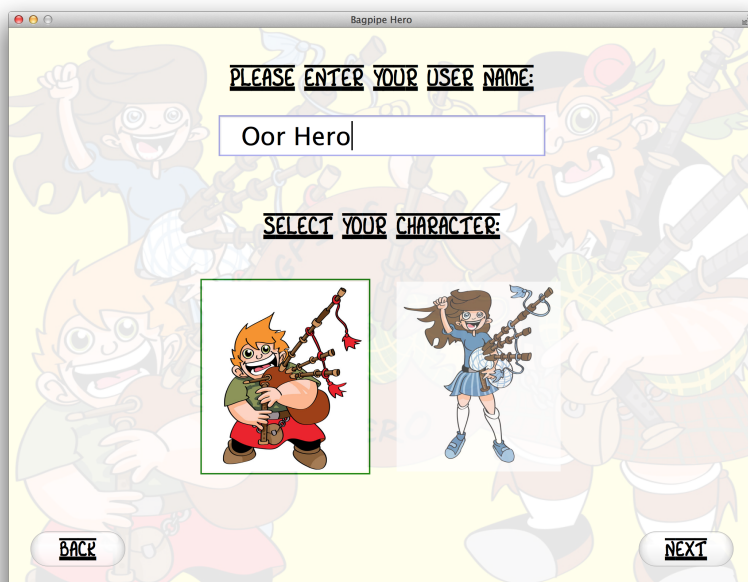 Bagpipe Hero
PLEASE ENTER YOUR USER NAME:
Oor Hero
SELECT YOUR CHARACTER:
BACK
NEXT